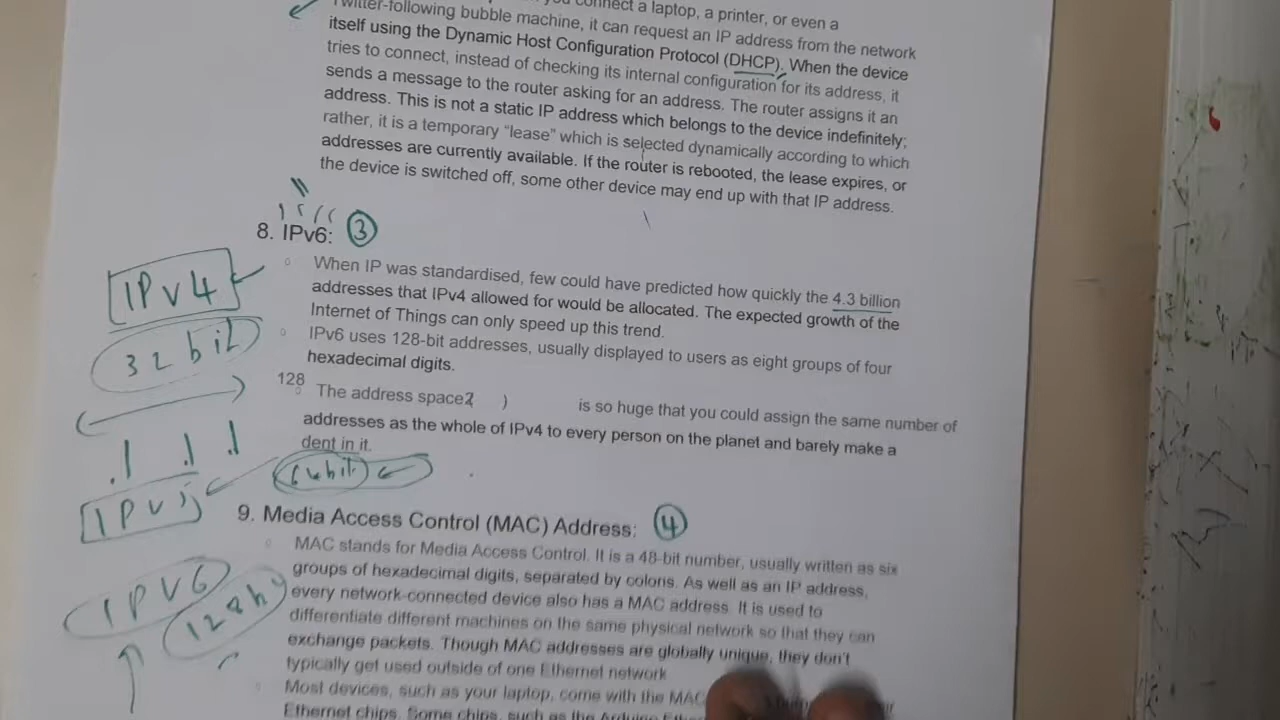 connect a laptop, a printer, or even a
Twitter-following bubble machine, it can request an IP address from the network
itself using the Dynamic Host Configuration Protocol (DHCP). When the device
tries to connect, instead of checking its internal configuration for its address, it
sends a message to the router asking for an address. The router assigns it an
address. This is not a static IP address which belongs to the device indefinitely;
rather, it is a temporary “lease” which is selected dynamically according to which
addresses are currently available. If the router is rebooted, the lease expires, or
the device is switched off, some other device may end up with that IP address.
8. IPv6: 3
When IP was standardised, few could have predicted how quickly the 4.3 billion
addresses that IPv4 allowed for would be allocated. The expected growth of the
Internet of Things can only speed up this trend.
IPv6 uses 128-bit addresses, usually displayed to users as eight groups of four
hexadecimal digits.
128
The address space2 ) is so huge that you could assign the same number of
addresses as the whole of IPv4 to every person on the planet and barely make a
dent in it.
IPv4
32 bit
64bit
IPv5
IPV6
9. Media Access Control (MAC) Address: 4
MAC stands for Media Access Control. It is a 48-bit number, usually written as six
groups of hexadecimal digits, separated by colons. As well as an IP address,
every network-connected device also has a MAC address. It is used to
differentiate different machines on the same physical network so that they can
exchange packets. Though MAC addresses are globally unique, they don't
typically get used outside of one Ethernet network
Most devices, such as your laptop, come with the MAC
Ethernet chips. Some chips, such as the Arduino